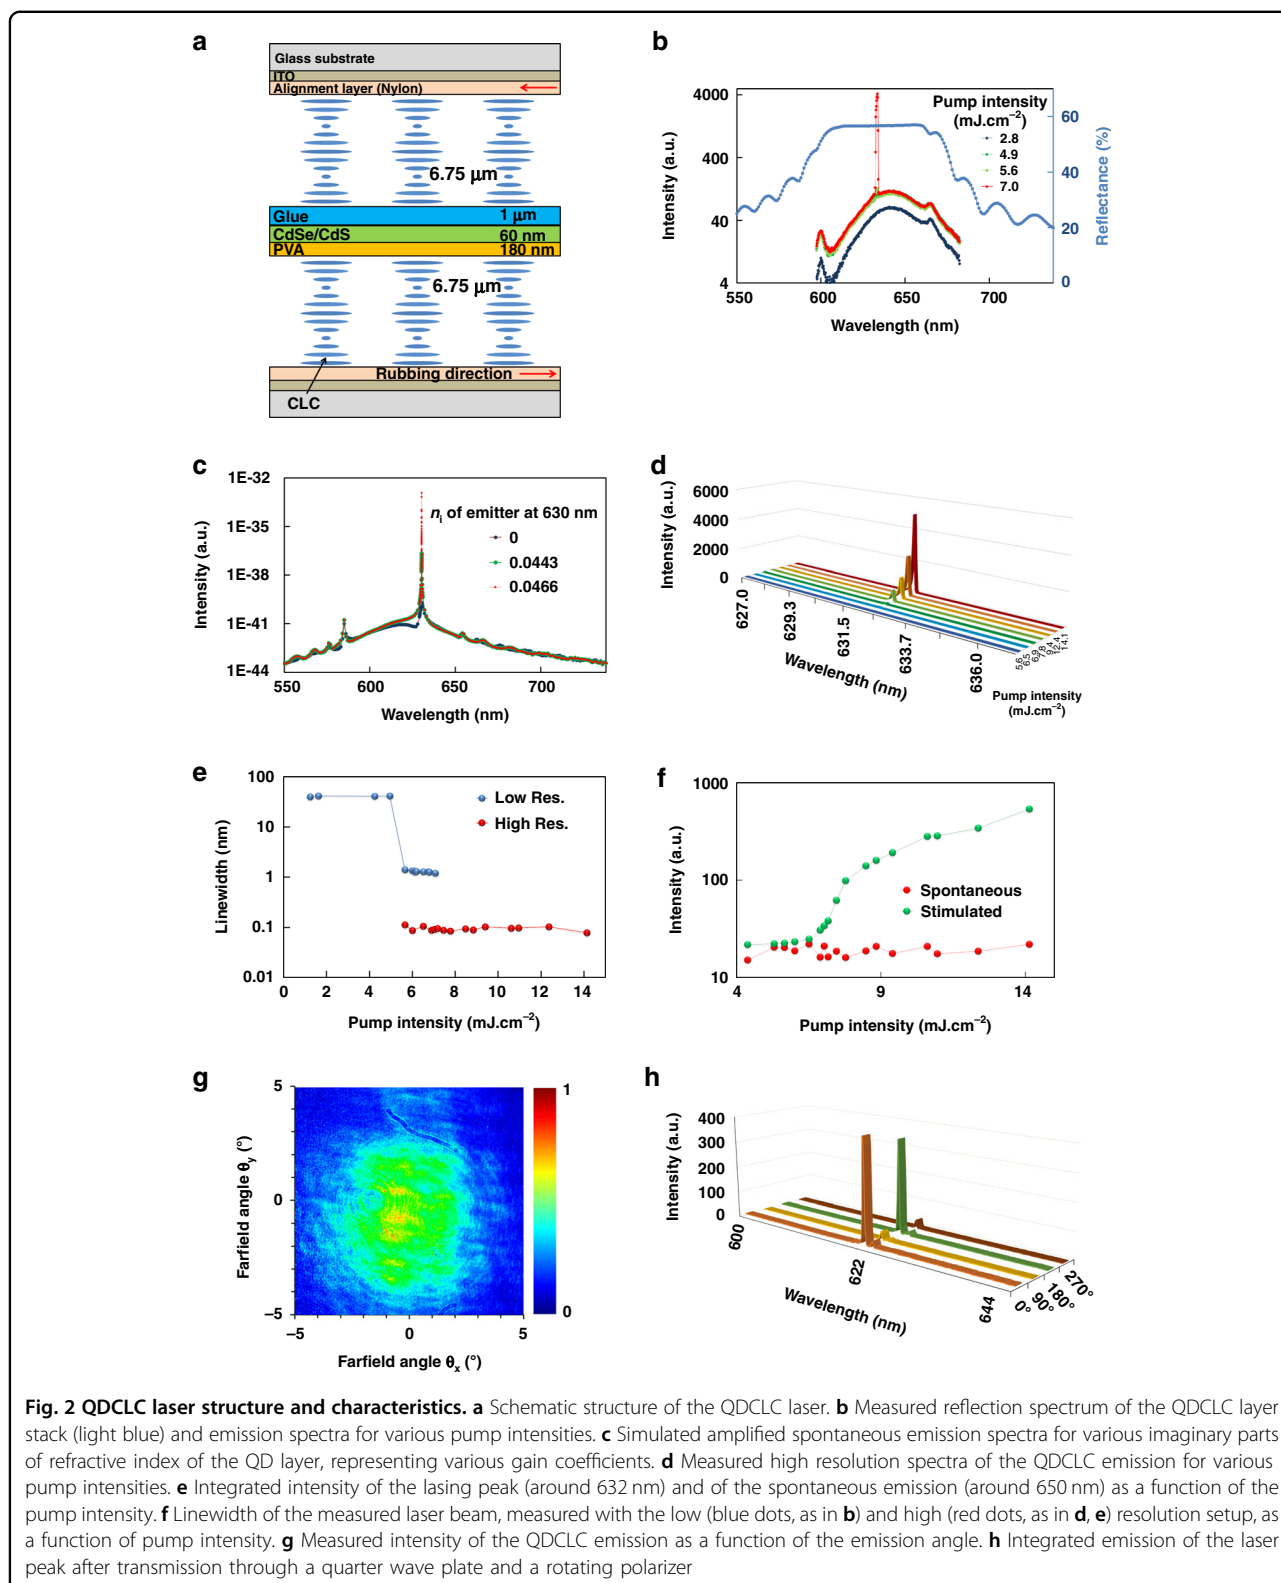 a
Glass substrate
ITO
Alignment layer (Nylon)
6.75 μm
Glue 1 μm
CdSe/CdS 60 nm
PVA 180 nm
6.75 μm
Rubbing direction
CLC
b
4000
400
40
4
Intensity (a.u.)
Pump intensity
(mJ.cm⁻²)
2.8
4.9
5.6
7.0
60
40
20
0
Reflectance (%)
550 600 650 700
Wavelength (nm)
c
1E-32
1E-35
1E-38
1E-41
1E-44
Intensity (a.u.)
nᵢ of emitter at 630 nm
0
0.0443
0.0466
550 600 650 700
Wavelength (nm)
d
6000
4000
2000
0
Intensity (a.u.)
627.0
629.3
631.5
633.7
636.0
Wavelength (nm)
5.6
6.5
6.9
7.8
9.4
12.4
14.1
Pump intensity
(mJ.cm⁻²)
e
100
10
1
0.1
0.01
Linewidth (nm)
Low Res.
High Res.
0 2 4 6 8 10 12 14
Pump intensity (mJ.cm⁻²)
f
1000
100
10
Intensity (a.u.)
Spontaneous
Stimulated
4 9 14
Pump intensity (mJ.cm⁻²)
g
5
0
−5
Farfield angle θy (°)
1
0
−5 0 5
Farfield angle θx (°)
h
400
300
200
100
0
Intensity (a.u.)
600
622
644
Wavelength (nm)
0°
90°
180°
270°
Fig. 2 QDCLC laser structure and characteristics. a Schematic structure of the QDCLC laser. b Measured reflection spectrum of the QDCLC layer
stack (light blue) and emission spectra for various pump intensities. c Simulated amplified spontaneous emission spectra for various imaginary parts
of refractive index of the QD layer, representing various gain coefficients. d Measured high resolution spectra of the QDCLC emission for various
pump intensities. e Integrated intensity of the lasing peak (around 632 nm) and of the spontaneous emission (around 650 nm) as a function of the
pump intensity. f Linewidth of the measured laser beam, measured with the low (blue dots, as in b) and high (red dots, as in d, e) resolution setup, as
a function of pump intensity. g Measured intensity of the QDCLC emission as a function of the emission angle. h Integrated emission of the laser
peak after transmission through a quarter wave plate and a rotating polarizer